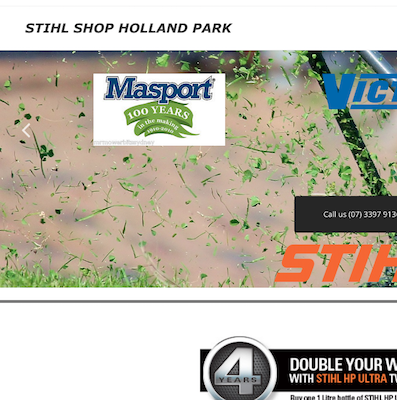 STIHL SHOP HOLLAND PARK
Masport
100 YEARS
in the making
1910-2010
Call us (07) 3397 913
STIH
4
YEARS
DOUBLE YOUR W
WITH STIHL HP ULTRA T
Buy one 1 Litre bottle of STIHL HP U